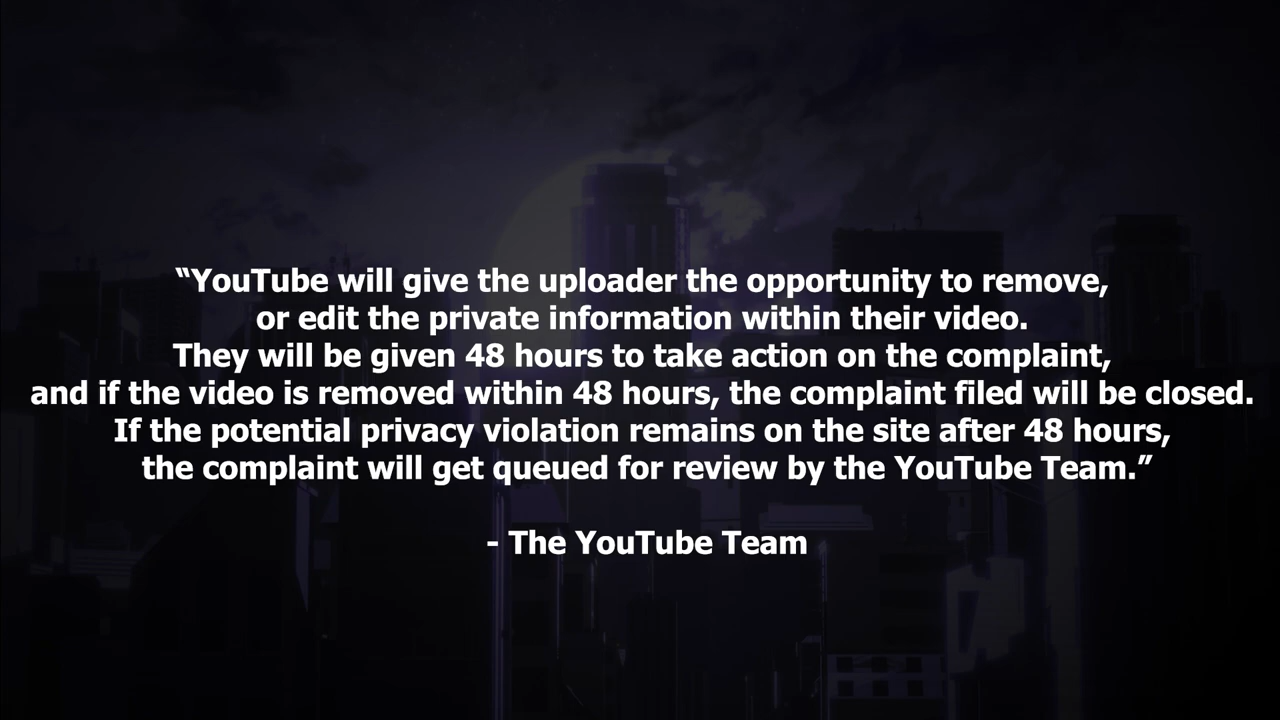 “YouTube will give the uploader the opportunity to remove,
or edit the private information within their video.
They will be given 48 hours to take action on the complaint,
and if the video is removed within 48 hours, the complaint filed will be closed.
If the potential privacy violation remains on the site after 48 hours,
the complaint will get queued for review by the YouTube Team.”
- The YouTube Team